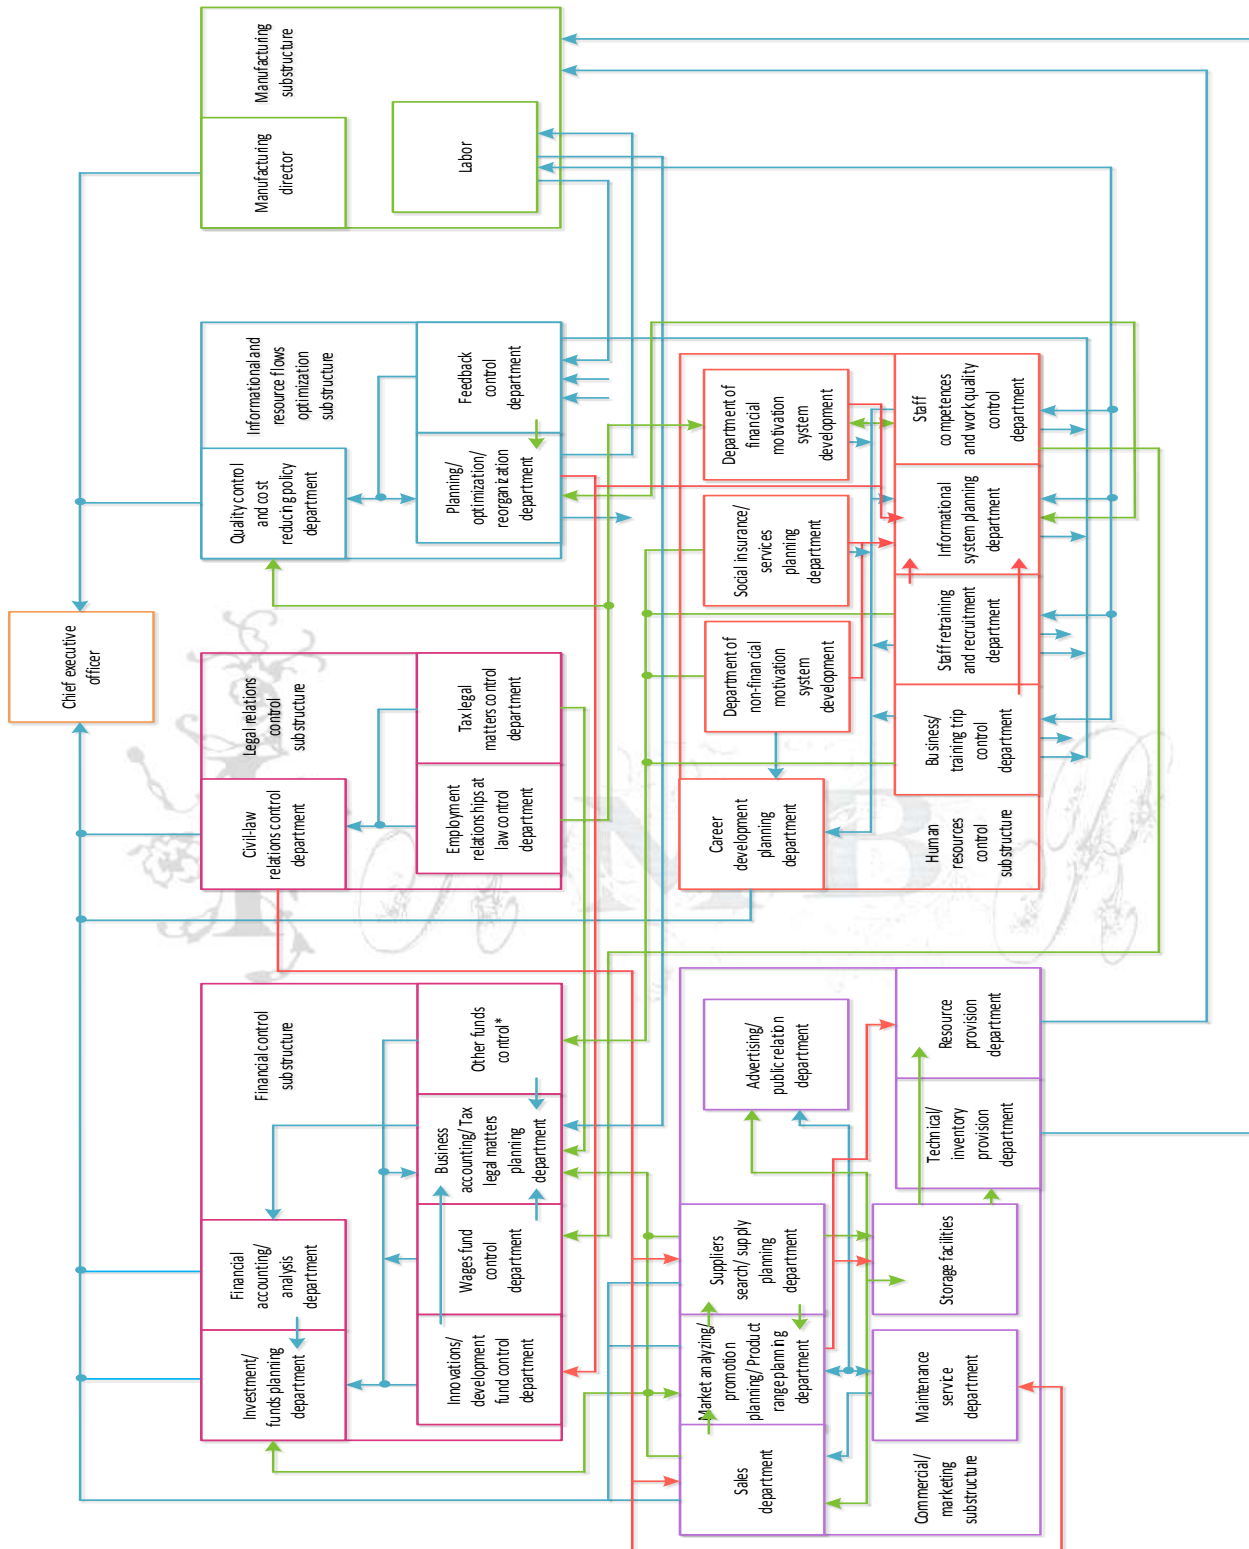 Chief executive
officer
Investment/
funds planning
department
Financial
accounting/
analysis
department
Financial control
substructure
Innovations/
development
fund control
department
Wages fund
control
department
Business
accounting/Tax
legal matters
planning
department
Other funds
control*
Civil-law
relations control
department
Legal relations
control
substructure
Employment
relationships at
law control
department
Tax legal
matters control
department
Quality control
and cost
reducing policy
department
Informational and
resource flows
optimization
substructure
Planning/
optimization/
reorganization
department
Feedback
control
department
Manufacturing
director
Manufacturing
substructure
Labor
Sales
department
Market analyzing/
promotion
planning/Product
range planning
department
Suppliers
search/ supply
planning
department
Advertising/
public relation
department
Commercial/
marketing
substructure
Maintenance
service
department
Storage facilities
Technical/
inventory
provision
department
Resource
provision
department
Career
development
planning
department
Department of
non-financial
motivation
system
development
Social insurance/
services
planning
department
Department of
financial
motivation
system
development
Human
resources
control
substructure
Business/
training trip
control
department
Staff retraining
and recruitment
department
Informational
system planning
department
Staff
competences
and work quality
control
department